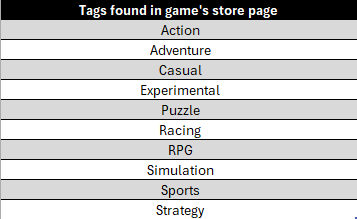 Tags found in game's store page
Action
Adventure
Casual
Experimental
Puzzle
Racing
RPG
Simulation
Sports
Strategy